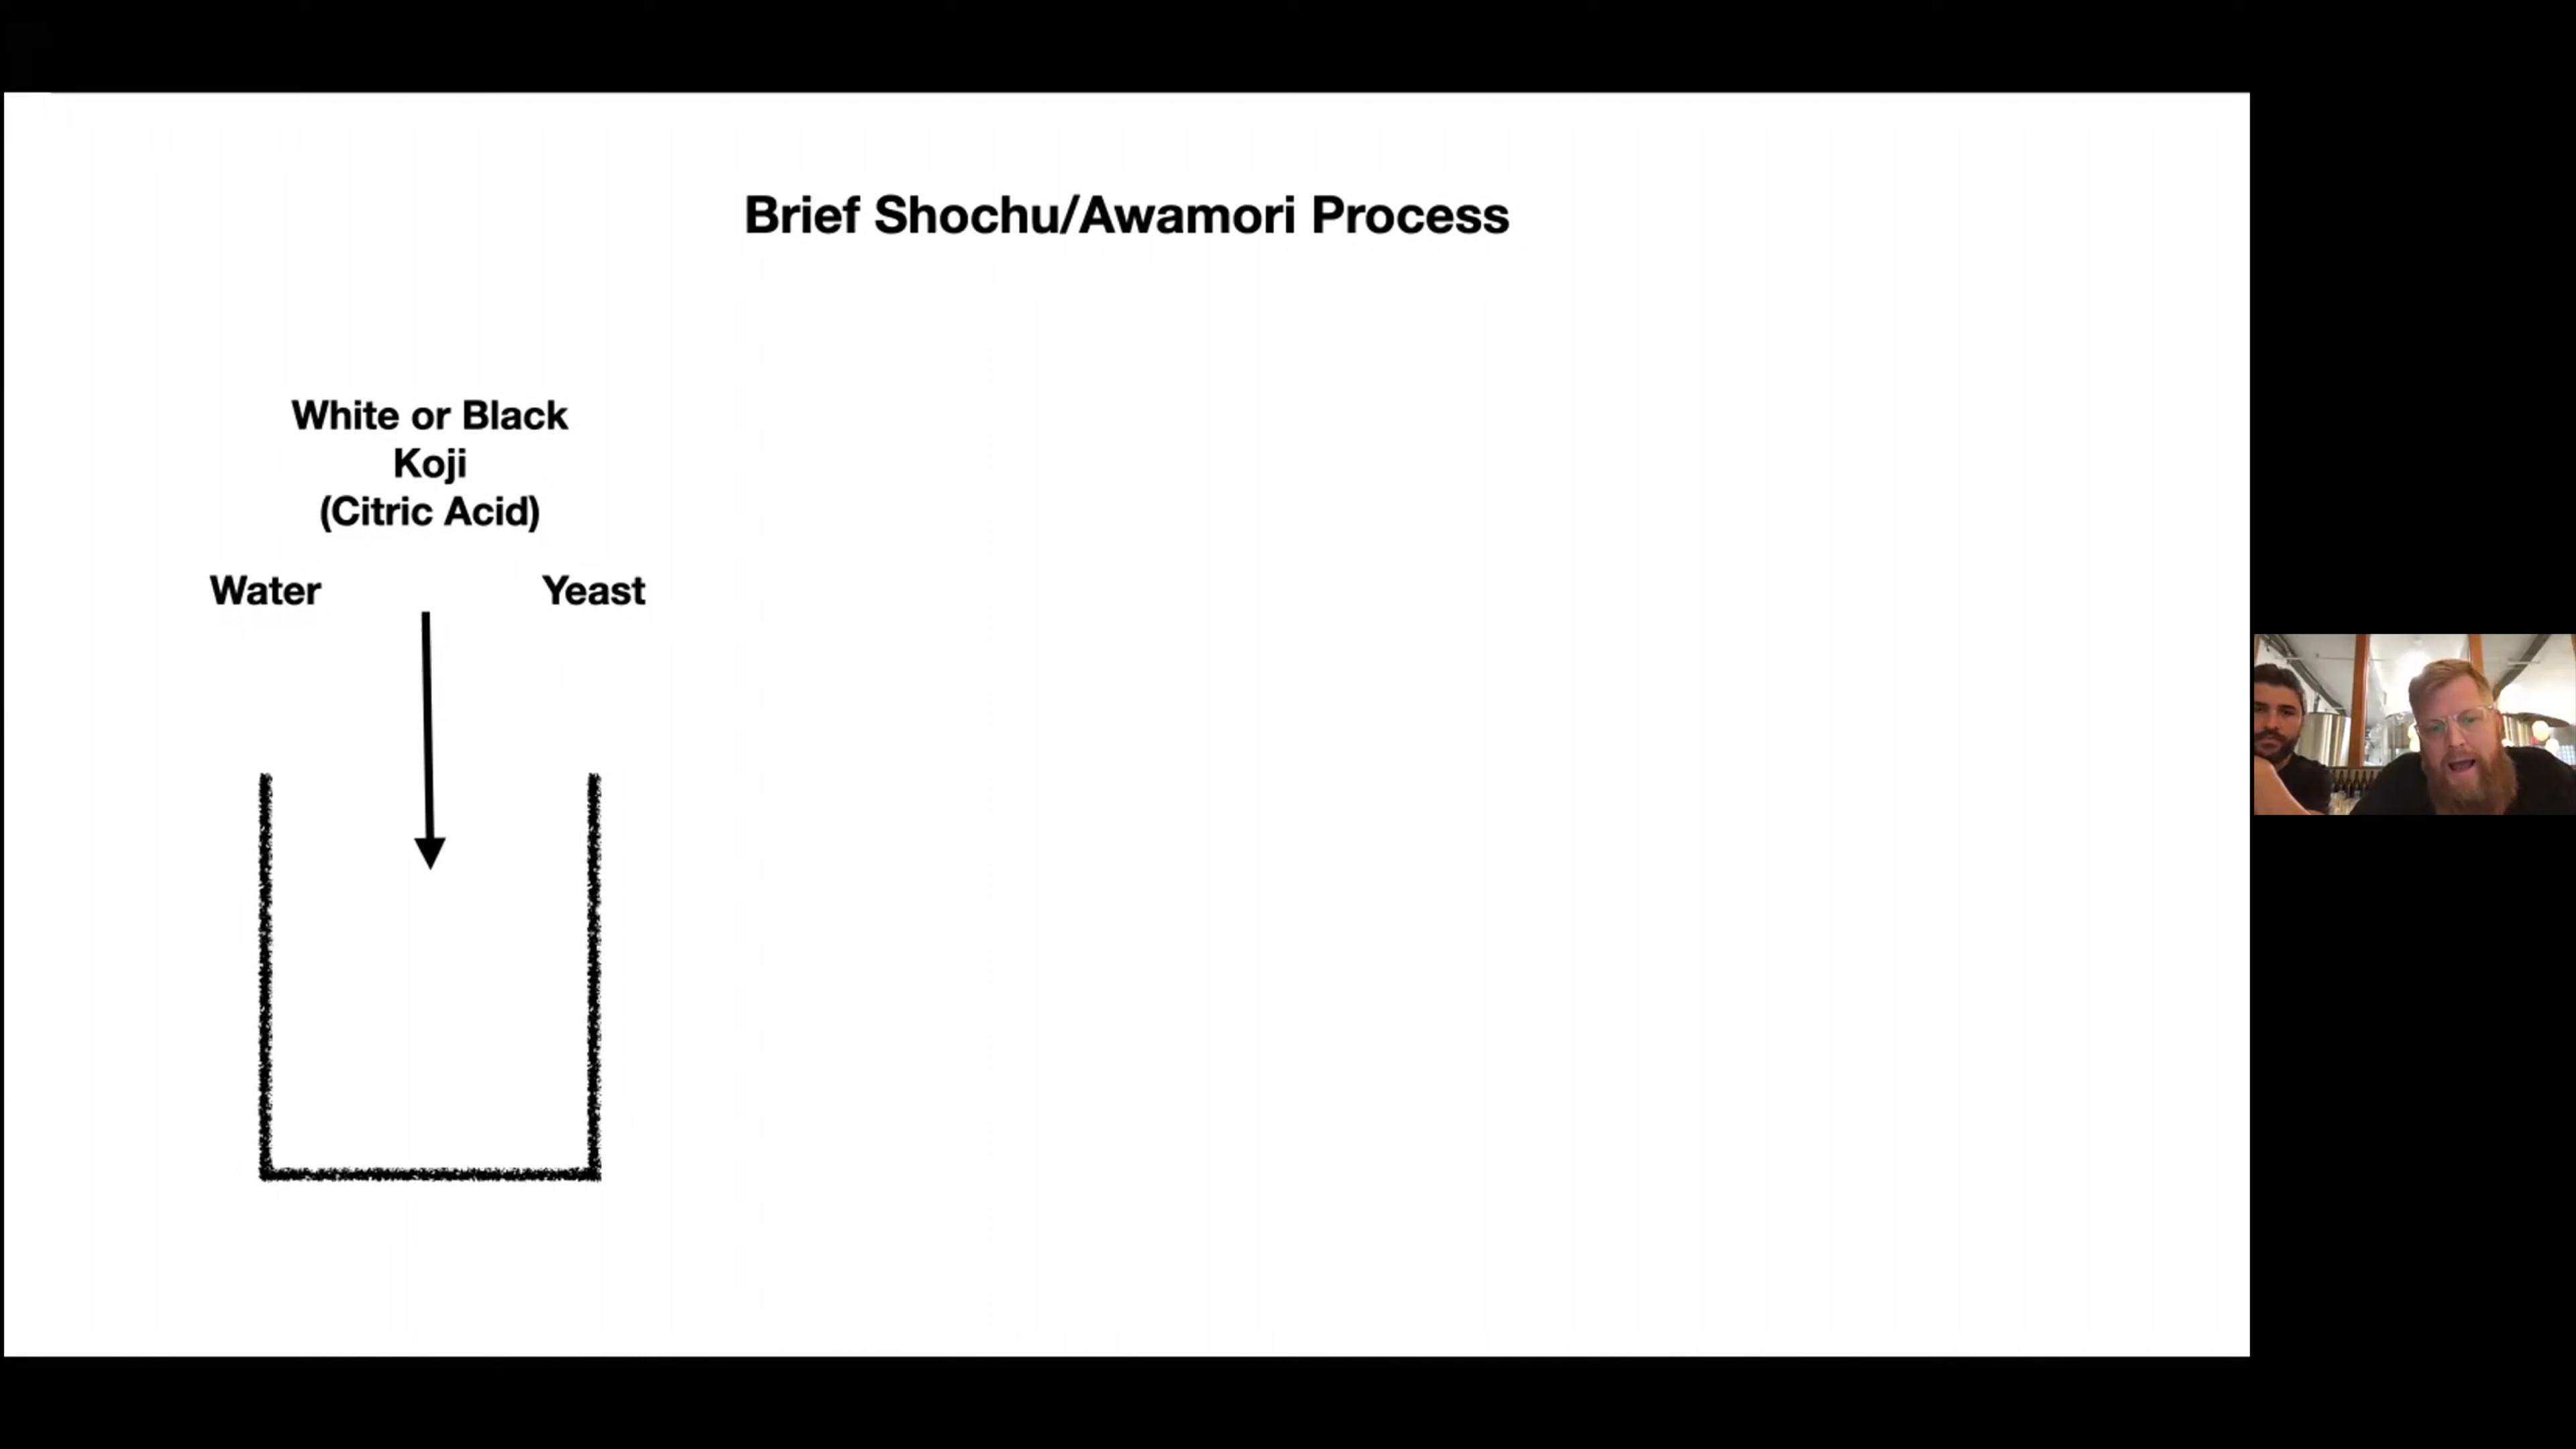 Brief Shochu/Awamori Process
White or Black
Koji
(Citric Acid)
Water
Yeast